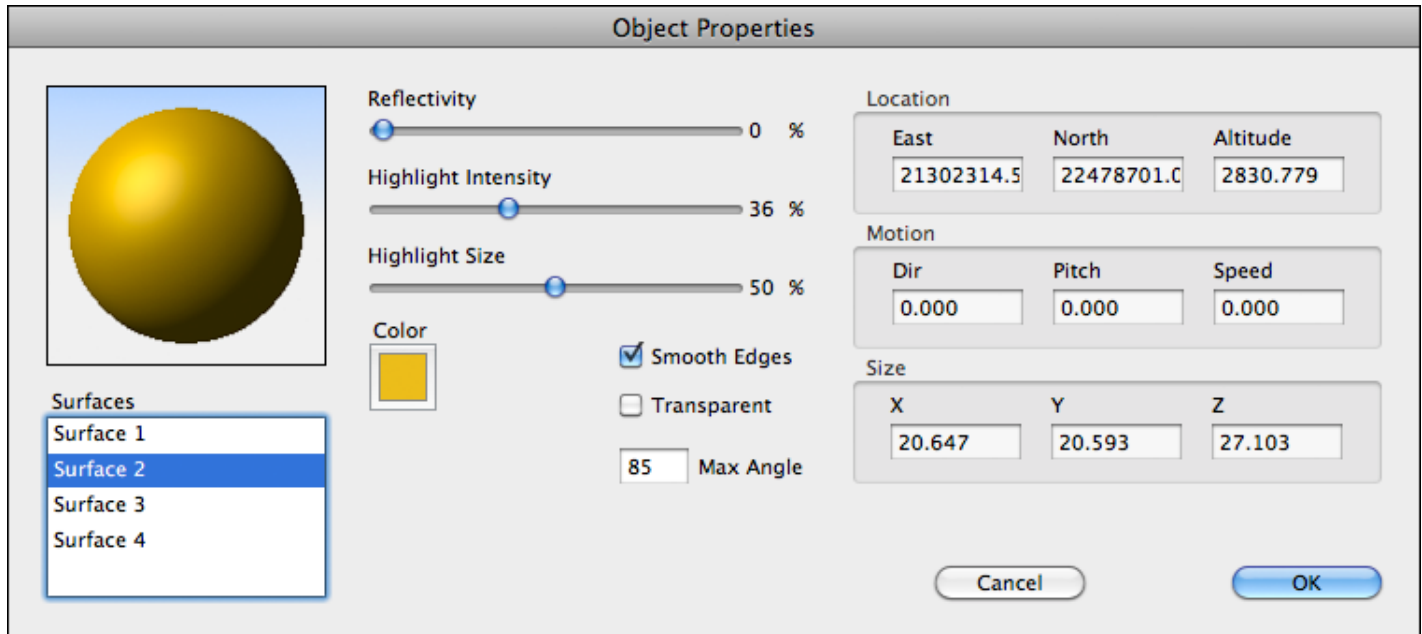 Object Properties
Reflectivity
0 %
Highlight Intensity
36 %
Highlight Size
50 %
Color
Smooth Edges
Transparent
85 Max Angle
Surfaces
Surface 1
Surface 2
Surface 3
Surface 4
Location
East North Altitude
21302314.5 22478701.0 2830.779
Motion
Dir Pitch Speed
0.000 0.000 0.000
Size
X Y Z
20.647 20.593 27.103
Cancel OK